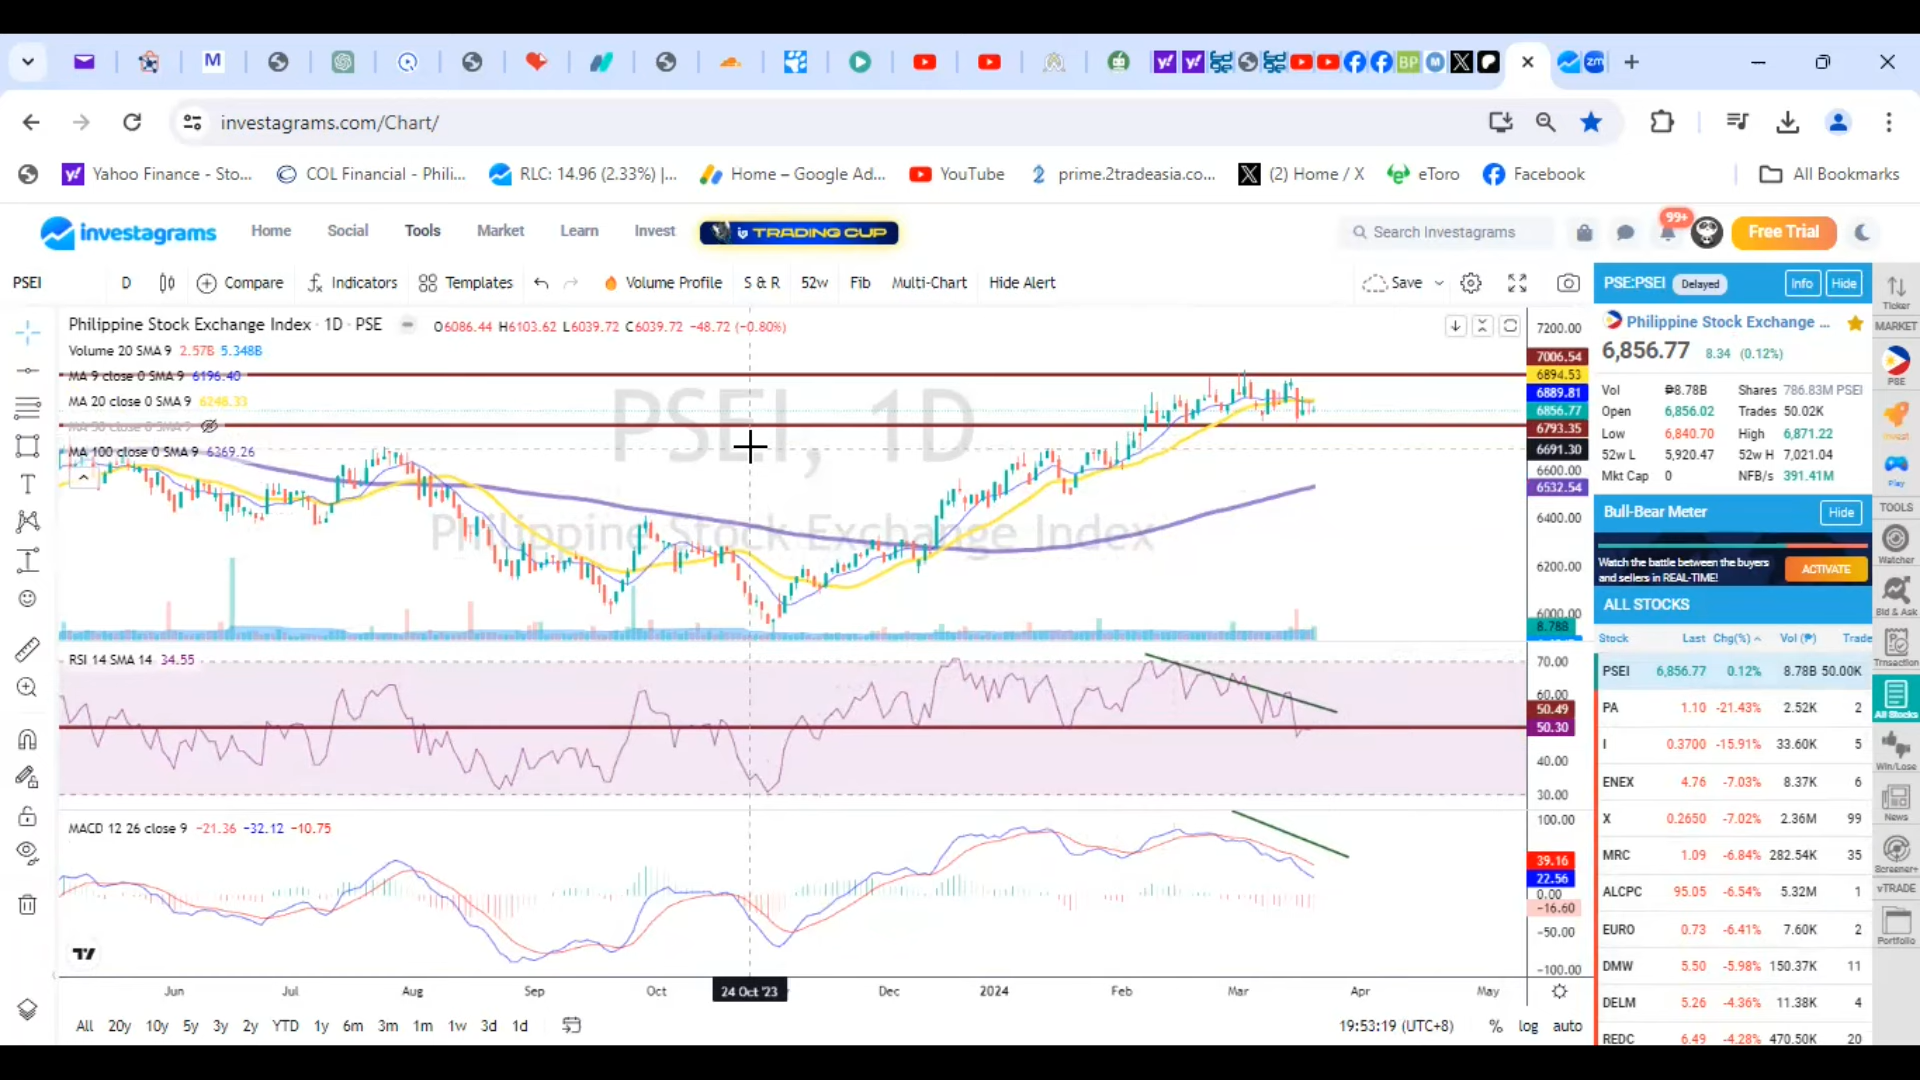 investagrams.com/Chart/
Yahoo Finance - Sto...
COL Financial - Phili...
RLC: 14.96 (2.33%) |...
Home – Google Ad...
YouTube
prime.2tradeasia.co...
(2) Home / X
eToro
Facebook
All Bookmarks
investagrams
Home
Social
Tools
Market
Learn
Invest
TRADING CUP
Search Investagrams
99+
Free Trial
PSEI
D
Compare
Indicators
Templates
Volume Profile
S & R
52w
Fib
Multi-Chart
Hide Alert
Save
Philippine Stock Exchange Index · 1D · PSE
O6086.44 H6103.62 L6039.72 C6039.72 −48.72 (−0.80%)
Volume 20 SMA 9 2.57B 5.348B
MA 9 close 0 SMA 9 6196.40
MA 20 close 0 SMA 9 6248.33
MA 100 close 0 SMA 9 6369.26
PSEI, 1D
Philippine Stock Exchange Index
7200.00
7006.54
6894.53
6889.81
6856.77
6793.35
6691.30
6600.00
6532.54
6400.00
6200.00
6000.00
8.78B
RSI 14 SMA 14 34.55
70.00
60.00
50.49
50.30
40.00
30.00
MACD 12 26 close 9 −21.36 −32.12 −10.75
100.00
39.16
22.56
0.00
−16.60
−50.00
−100.00
Jun
Jul
Aug
Sep
Oct
24 Oct '23
Dec
2024
Feb
Mar
Apr
May
All 20y 10y 5y 3y 2y YTD 1y 6m 3m 1m 1w 3d 1d
19:53:19 (UTC+8)
% log auto
PSE:PSEI Delayed Info Hide
Philippine Stock Exchange ...
6,856.77 8.34 (0.12%)
Vol ₱8.78B Shares 786.83M PSEI
Open 6,856.02 Trades 50.02K
Low 6,840.70 High 6,871.22
52w L 5,920.47 52w H 7,021.04
Mkt Cap 0 NFB/s 391.41M
Bull-Bear Meter Hide
Watch the battle between the buyers
and sellers in REAL-TIME!
ACTIVATE
ALL STOCKS
Stock Last Chg(%) Vol (₱) Trade
PSEI 6,856.77 0.12% 8.78B 50.00K
PA 1.10 -21.43% 2.52K 2
I 0.3700 -15.91% 33.60K 5
ENEX 4.76 -7.03% 8.37K 6
X 0.2650 -7.02% 2.36M 99
MRC 1.09 -6.84% 282.54K 35
ALCPC 95.05 -6.54% 5.32M 1
EURO 0.73 -6.41% 7.60K 2
DMW 5.50 -5.98% 150.37K 11
DELM 5.26 -4.36% 11.38K 4
REDC 6.49 -4.28% 470.50K 20
Ticker
MARKET
PSE
Invest
Play
TOOLS
Watcher
Bid & Ask
Trnsaction
All Stocks
Win/Lose
News
Screener+
vTRADE
Portfolio